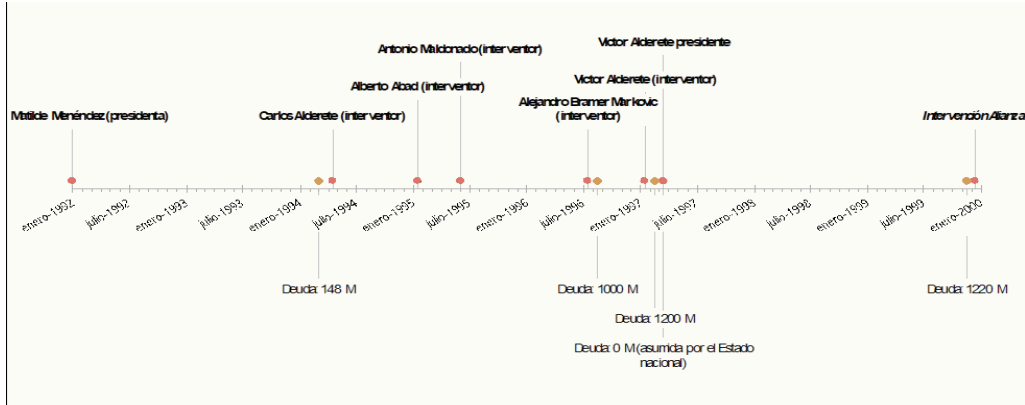 Victor Alderete presidente
Antonio Maldonado (interventor)
Victor Alderete (interventor)
Alberto Abad (interventor)
Alejandro Bramer Markovic
(interventor)
Matilde Menéndez (presidenta)
Carlos Alderete (interventor)
Intervención Alianza
enero-1992
julio-1992
enero-1993
julio-1993
enero-1994
julio-1994
enero-1995
julio-1995
enero-1996
julio-1996
enero-1997
julio-1997
enero-1998
julio-1998
enero-1999
julio-1999
enero-2000
Deuda: 148 M
Deuda: 1000 M
Deuda: 1220 M
Deuda: 1200 M
Deuda: 0 M (asumida por el Estado
nacional)